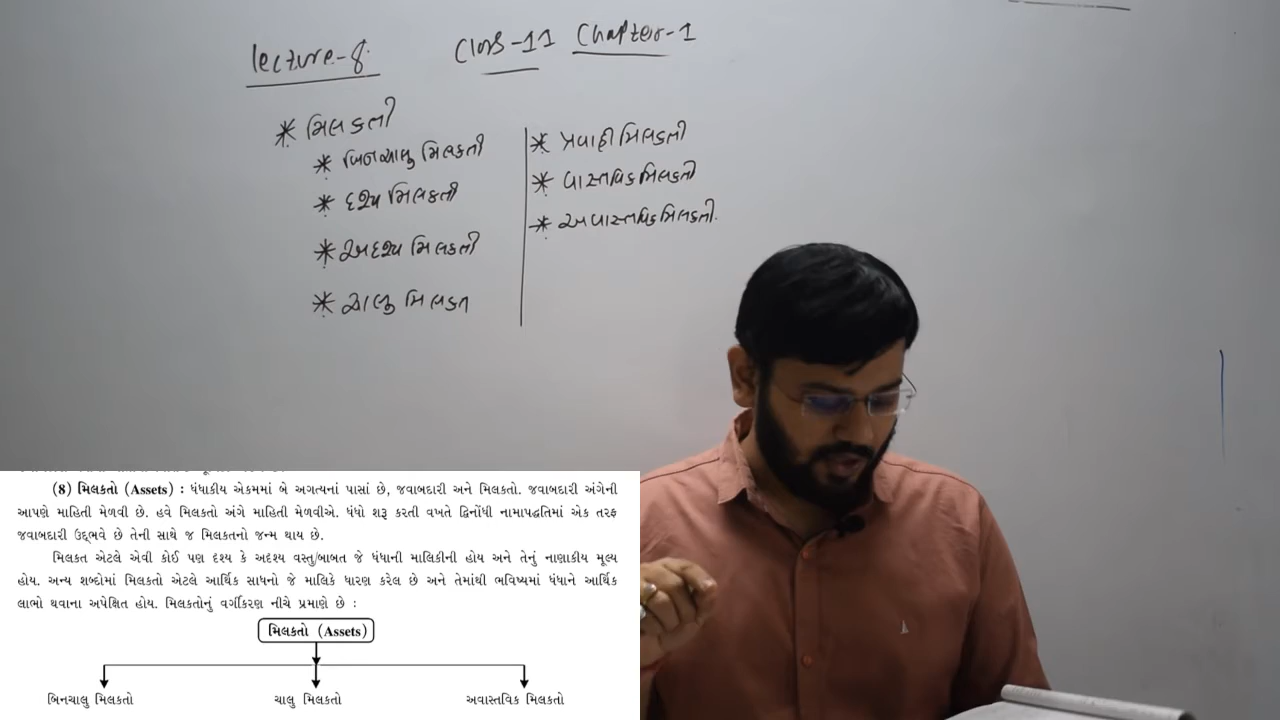 lecture-8
Class-11 Chapter-1
* મિલકતો
* બિનચાલુ મિલકતો
* દૃશ્ય મિલકતો
* અદૃશ્ય મિલકતો
* ચાલુ મિલકત
* પ્રવાહી મિલકતો
* વાસ્તવિક મિલકતો
* અવાસ્તવિક મિલકતો.
(8) મિલકતો (Assets) : ધંધાકીય એકમમાં બે અગત્યનાં પાસાં છે, જવાબદારી અને મિલકતો. જવાબદારી અંગેની
આપણે માહિતી મેળવી છે. હવે મિલકતો અંગે માહિતી મેળવીએ. ધંધો શરૂ કરતી વખતે દ્વિનોંધી નામાપદ્ધતિમાં એક તરફ
જવાબદારી ઉદ્ભવે છે તેની સાથે જ મિલકતનો જન્મ થાય છે.
મિલકત એટલે એવી કોઈ પણ દૃશ્ય કે અદૃશ્ય વસ્તુ/બાબત જે ધંધાની માલિકીની હોય અને તેનું નાણાકીય મૂલ્ય
હોય. અન્ય શબ્દોમાં મિલકતો એટલે આર્થિક સાધનો જે માલિકે ધારણ કરેલ છે અને તેમાંથી ભવિષ્યમાં ધંધાને આર્થિક
લાભો થવાના અપેક્ષિત હોય. મિલકતોનું વર્ગીકરણ નીચે પ્રમાણે છે :
મિલકતો (Assets)
બિનચાલુ મિલકતો
ચાલુ મિલકતો
અવાસ્તવિક મિલકતો